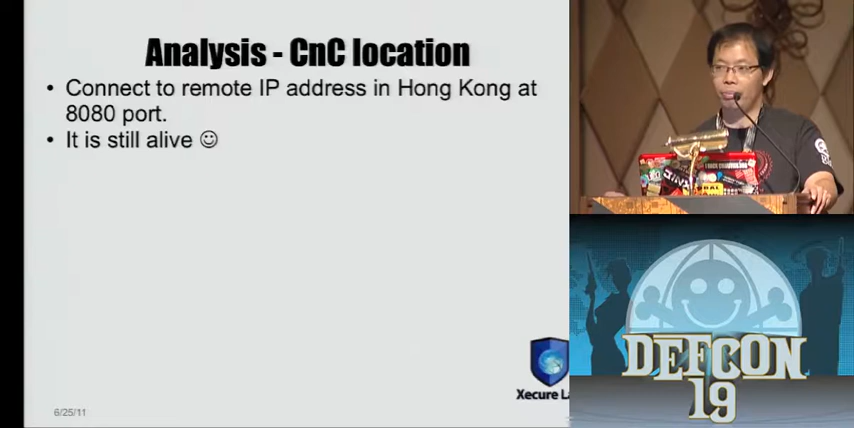 Analysis - CnC location
• Connect to remote IP address in Hong Kong at
8080 port.
• It is still alive ☺
Xecure La
6/25/11
DEFCON
19